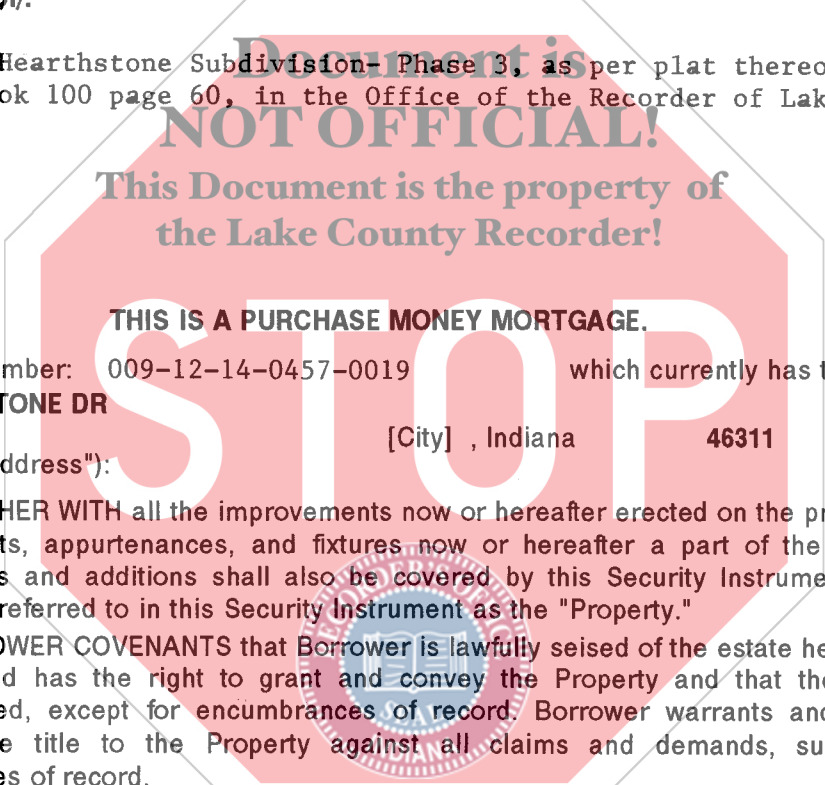 Hearthstone Subdivision- Phase 3, as per plat thereo
ok 100 page 60, in the Office of the Recorder of Lak
Document is
NOT OFFICIAL!
This Document is the property of
the Lake County Recorder!
STOP
THIS IS A PURCHASE MONEY MORTGAGE.
mber: 009-12-14-0457-0019 which currently has t
TONE DR
[City] , Indiana 46311
ddress"):
HER WITH all the improvements now or hereafter erected on the pr
ts, appurtenances, and fixtures now or hereafter a part of the
s and additions shall also be covered by this Security Instrume
referred to in this Security Instrument as the "Property."
OWER COVENANTS that Borrower is lawfully seised of the estate he
d has the right to grant and convey the Property and that the
ed, except for encumbrances of record. Borrower warrants and
e title to the Property against all claims and demands, su
es of record.
RECORDER'S OFFICE
SEAL
INDIANA